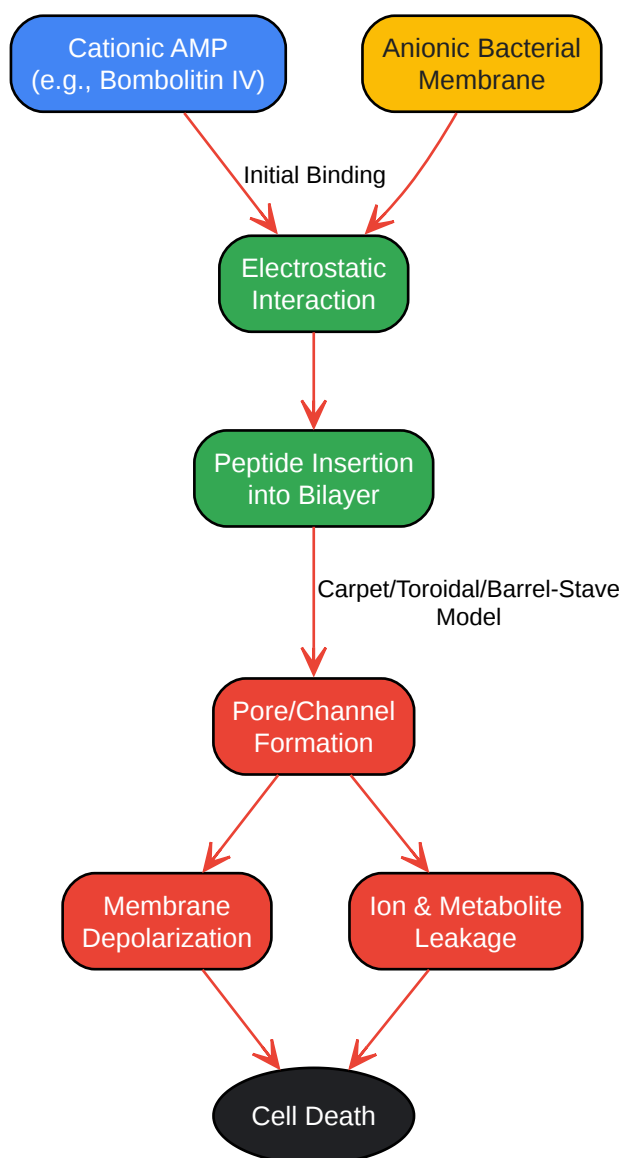 Cationic AMP
(e.g., Bombolitin IV)
Anionic Bacterial
Membrane
Initial Binding
Electrostatic
Interaction
Peptide Insertion
into Bilayer
Carpet/Toroidal/Barrel-Stave
Model
Pore/Channel
Formation
Membrane
Depolarization
Ion & Metabolite
Leakage
Cell Death